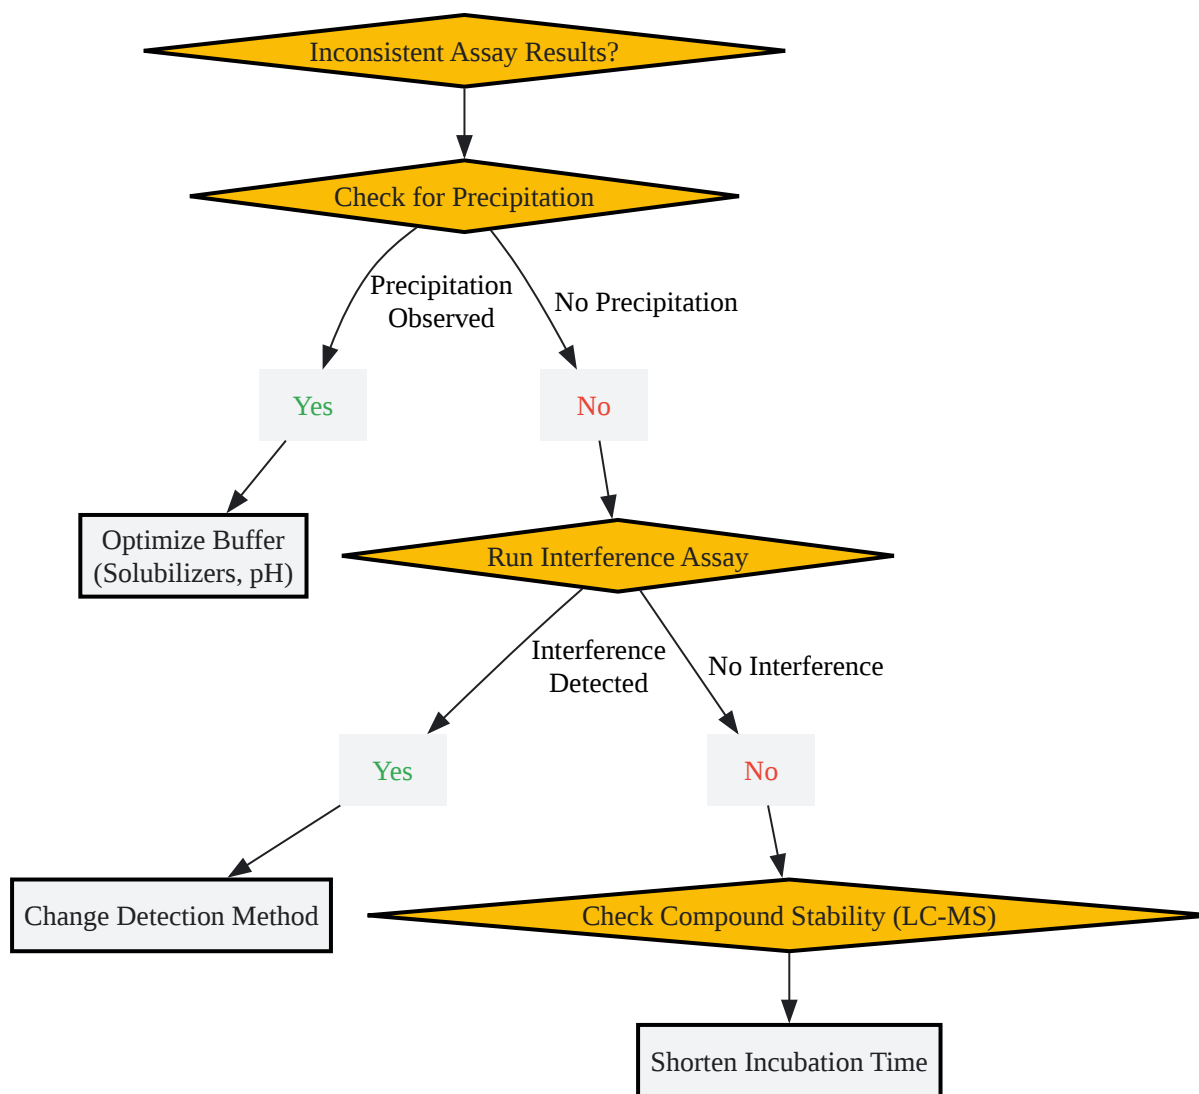 Inconsistent Assay Results?
Check for Precipitation
Precipitation
Observed
No Precipitation
Yes
No
Optimize Buffer
(Solubilizers, pH)
Run Interference Assay
Interference
Detected
No Interference
Yes
No
Change Detection Method
Check Compound Stability (LC-MS)
Shorten Incubation Time